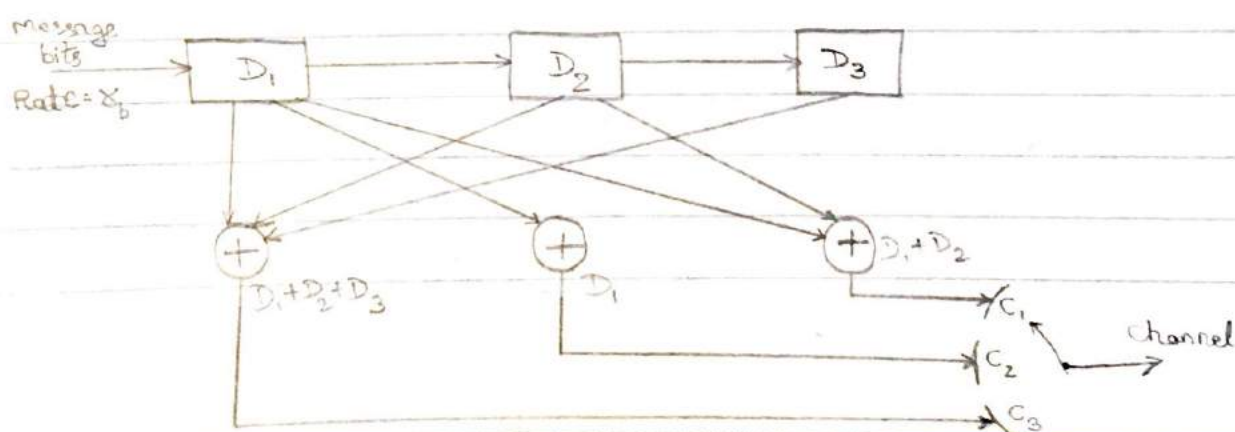 message
bits
Rate = r_b
D₁
D₂
D₃
+
+
+
D₁+D₂+D₃
D₁
D₁+D₂
C₁
C₂
C₃
channel